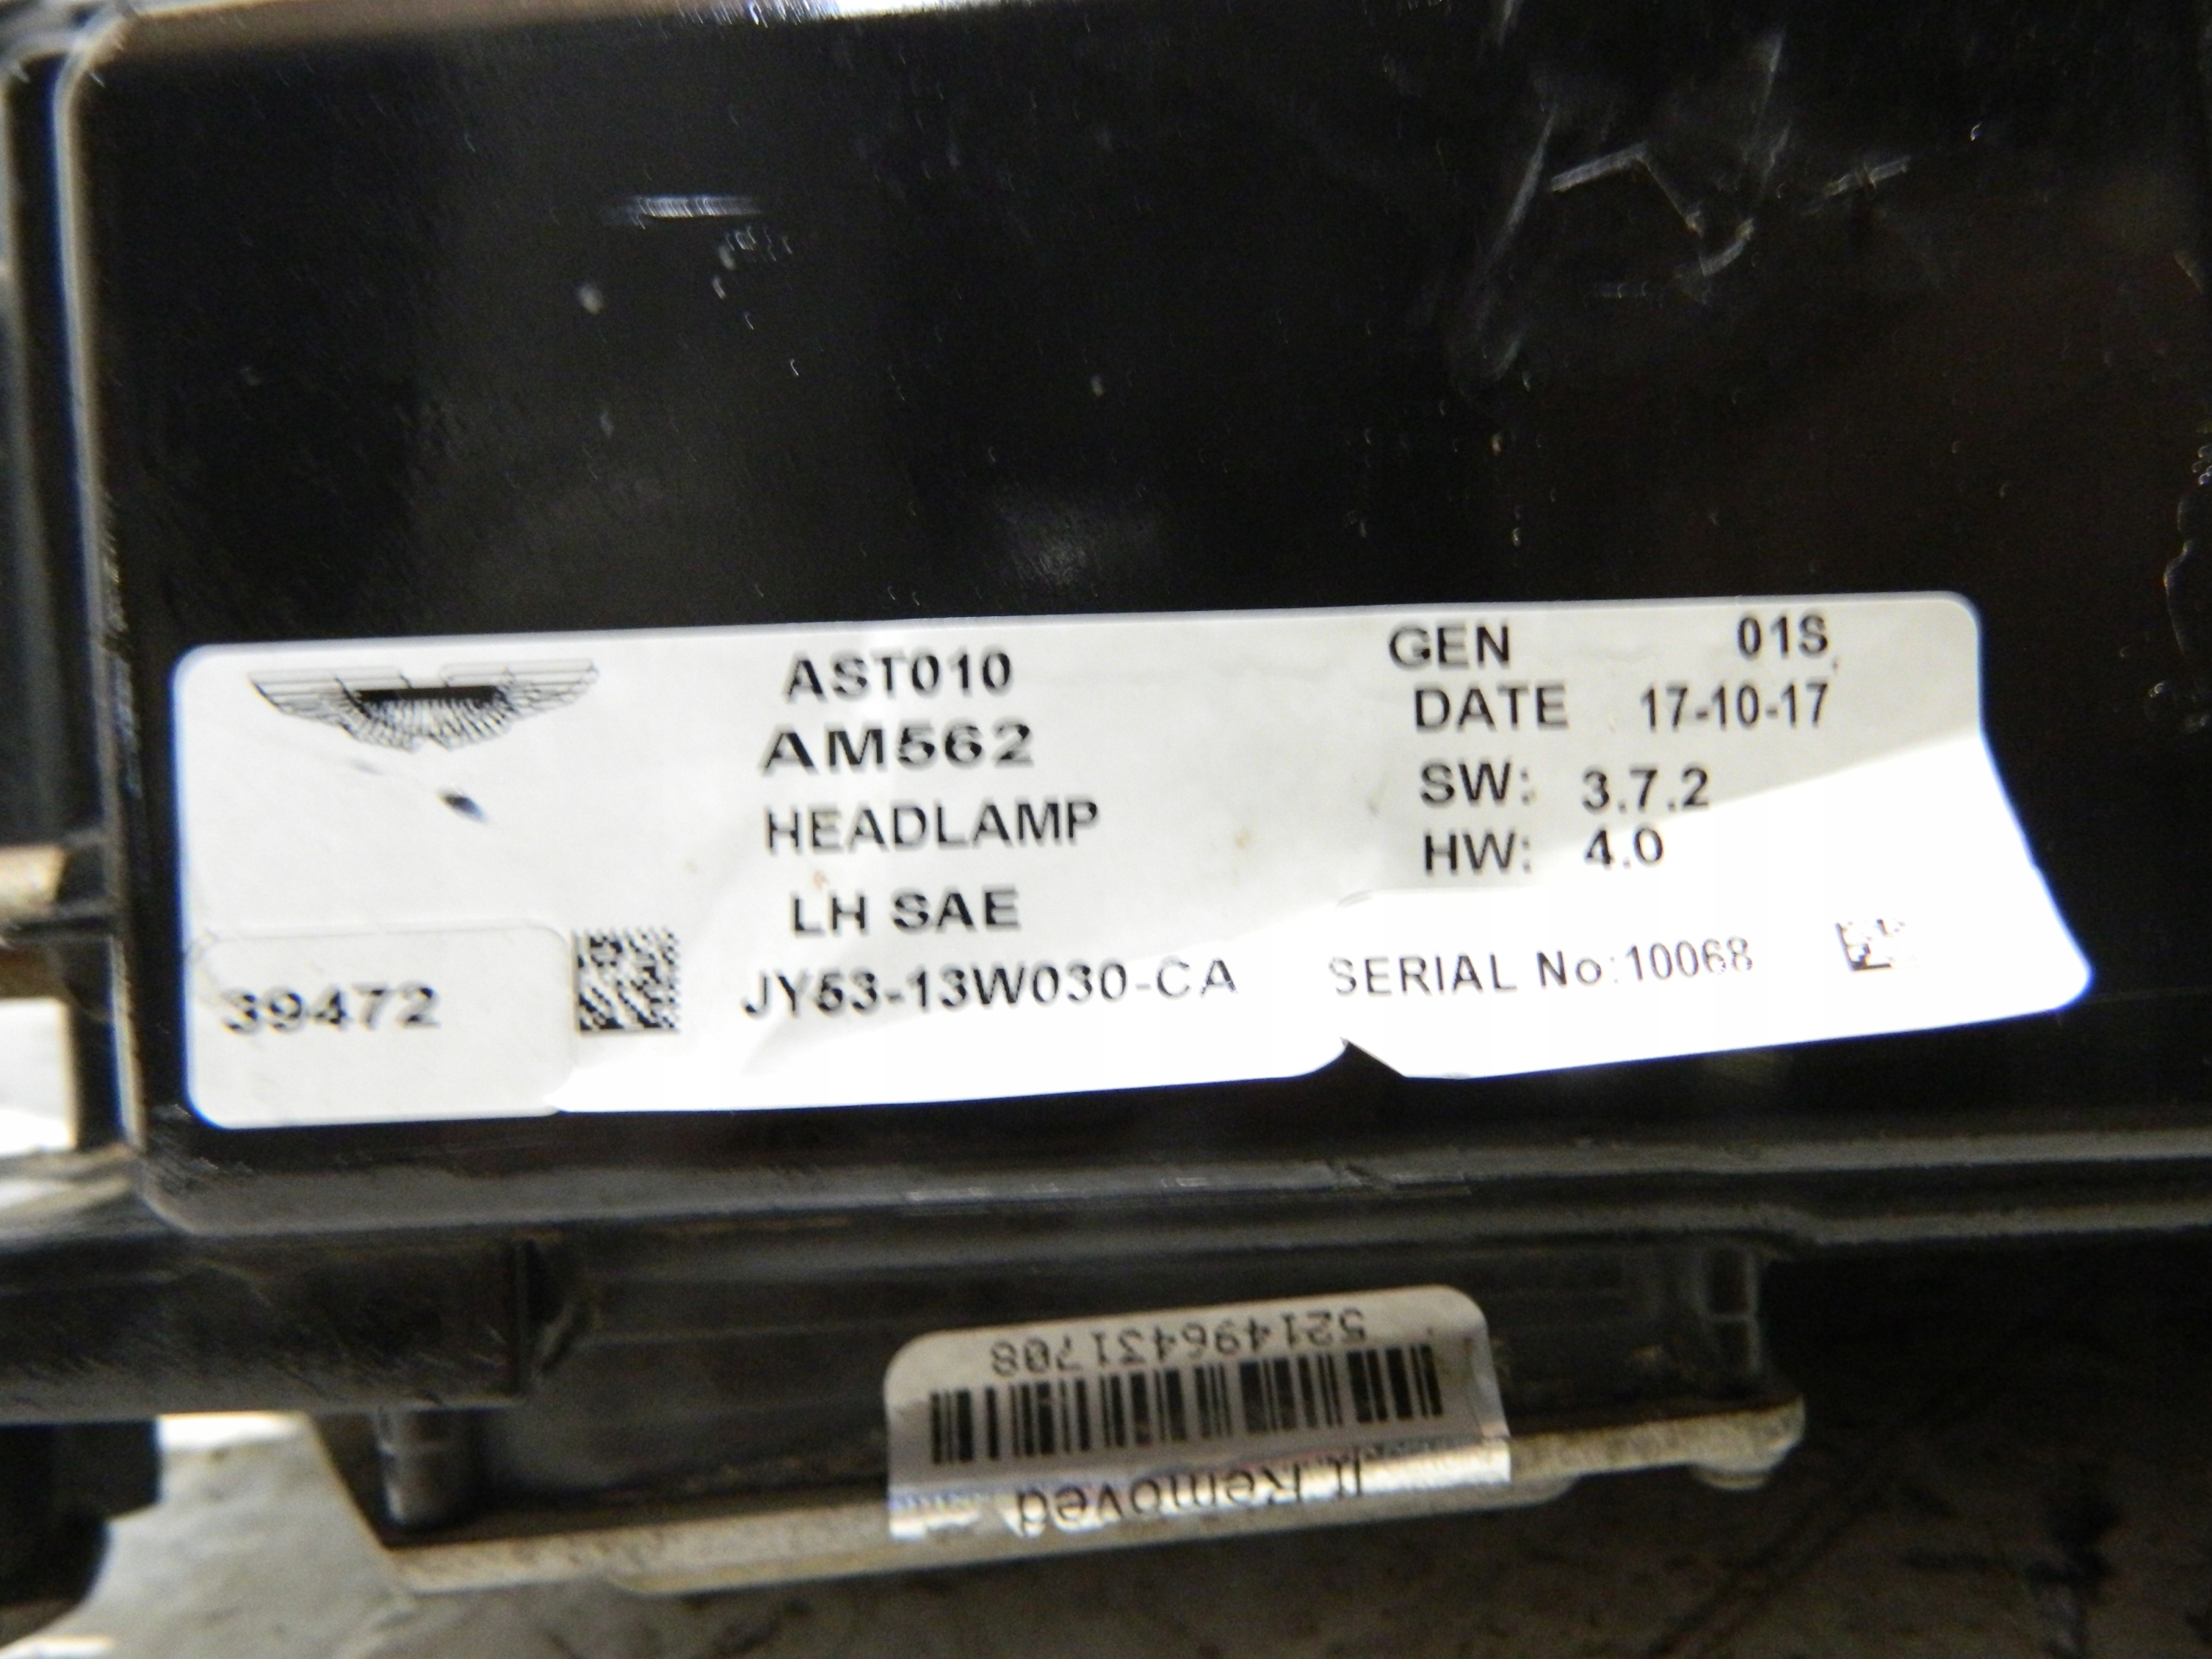 AST010
AM562
HEADLAMP
LH SAE
JY53-13W030-CA
39472
GEN 01S
DATE 17-10-17
SW: 3.7.2
HW: 4.0
SERIAL No:10068
Removed